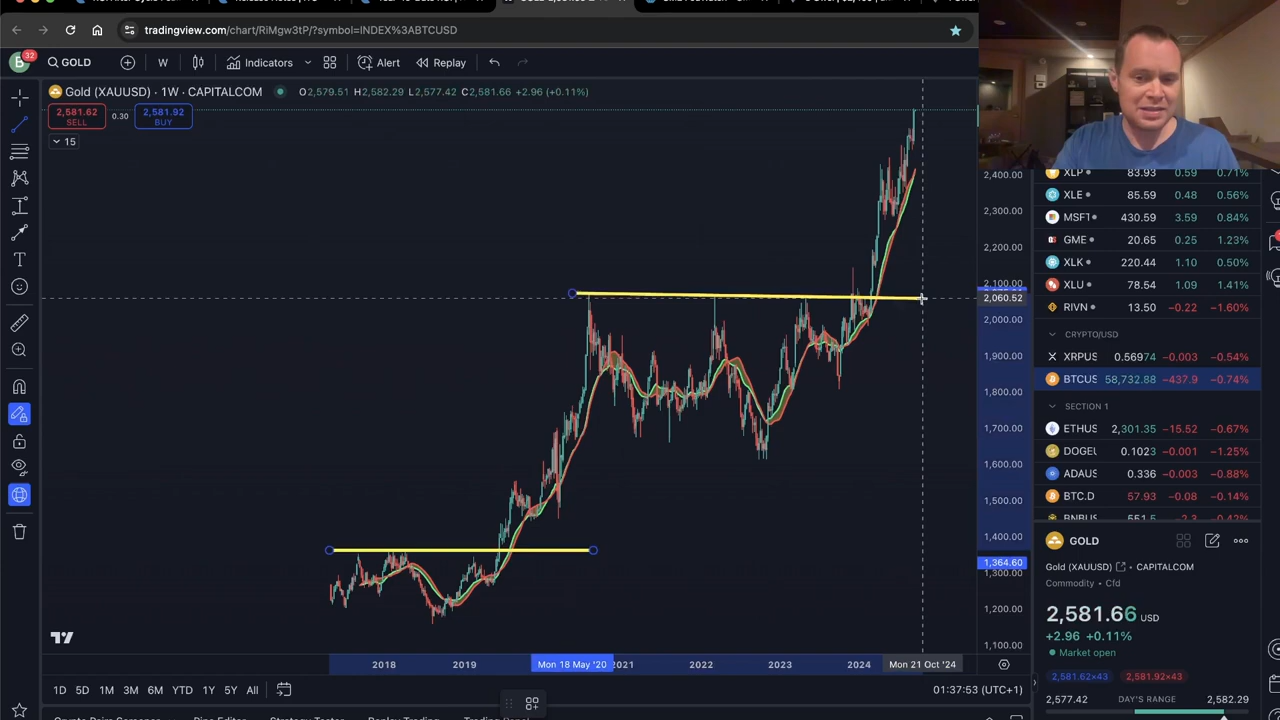 tradingview.com/chart/RiMgw3tP/?symbol=INDEX%3ABTCUSD
B 32 GOLD W Indicators Alert Replay
Gold (XAUUSD) · 1W · CAPITALCOM O2,579.53 H2,582.29 L2,577.42 C2,581.66 +2.96 (+0.11%)
2,581.62 SELL 0.30 2,581.92 BUY
15
2,400.00
2,300.00
2,200.00
2,100.00
2,060.52
2,000.00
1,900.00
1,800.00
1,700.00
1,600.00
1,500.00
1,400.00
1,364.60
1,300.00
1,200.00
1,100.00
2018 2019 Mon 18 May '20 2021 2022 2023 2024 Mon 21 Oct '24
1D 5D 1M 3M 6M YTD 1Y 5Y All
01:37:53 (UTC+1)
XLP 83.93 0.59 0.71%
XLE 85.59 0.48 0.56%
MSFT 430.59 3.59 0.84%
GME 20.65 0.25 1.23%
XLK 220.44 1.10 0.50%
XLU 78.54 1.09 1.41%
RIVN 13.50 −0.22 −1.60%
CRYPTO/USD
XRPUS 0.56974 −0.003 −0.54%
BTCUS 58,732.88 −437.9 −0.74%
SECTION 1
ETHUS 2,301.35 −15.52 −0.67%
DOGEU 0.1023 −0.001 −1.25%
ADAUS 0.336 −0.003 −0.88%
BTC.D 57.93 −0.08 −0.14%
BNBUS 551.5 −2.3 −0.42%
GOLD
Gold (XAU/USD) • CAPITALCOM
Commodity • Cfd
2,581.66 USD
+2.96 +0.11%
Market open
2,581.62×43 2,581.92×43
2,577.42 DAY'S RANGE 2,582.29